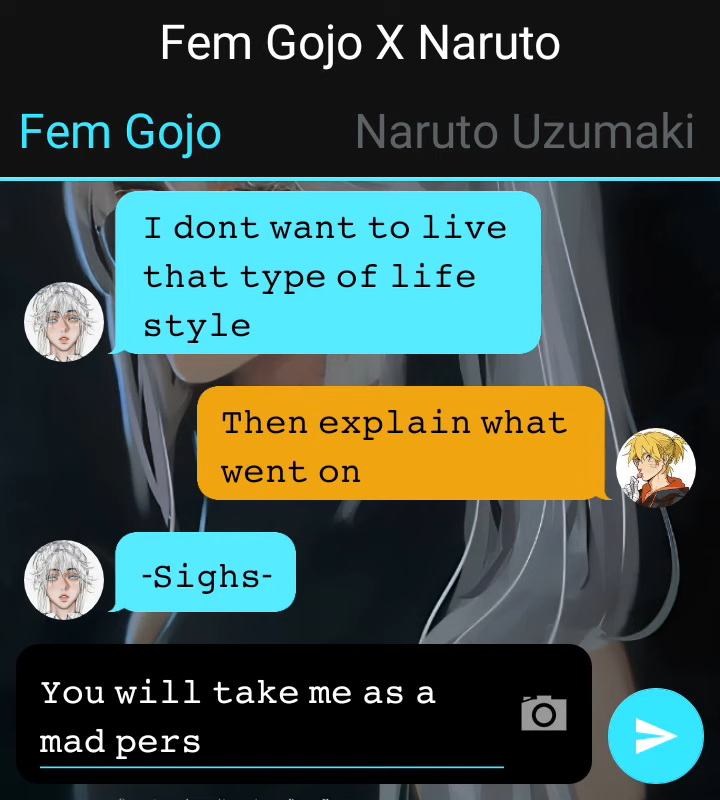 Fem Gojo X Naruto
Fem Gojo Naruto Uzumaki
I dont want to live
that type of life
style
Then explain what
went on
-Sighs-
You will take me as a
mad pers